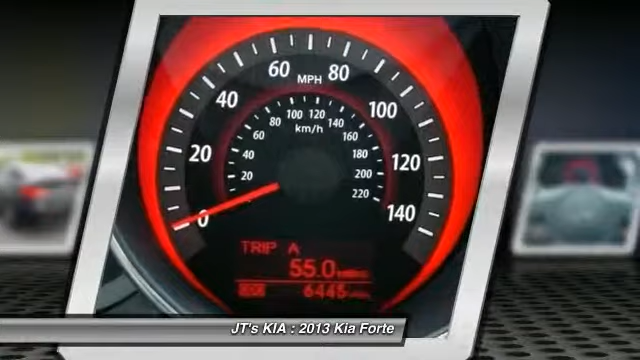 60 MPH 80
40 100
20 120
0 140
100 120
80 140
60 km/h 160
40 180
20 200
220
TRIP A
55.0
6445
JT's KIA : 2013 Kia Forte